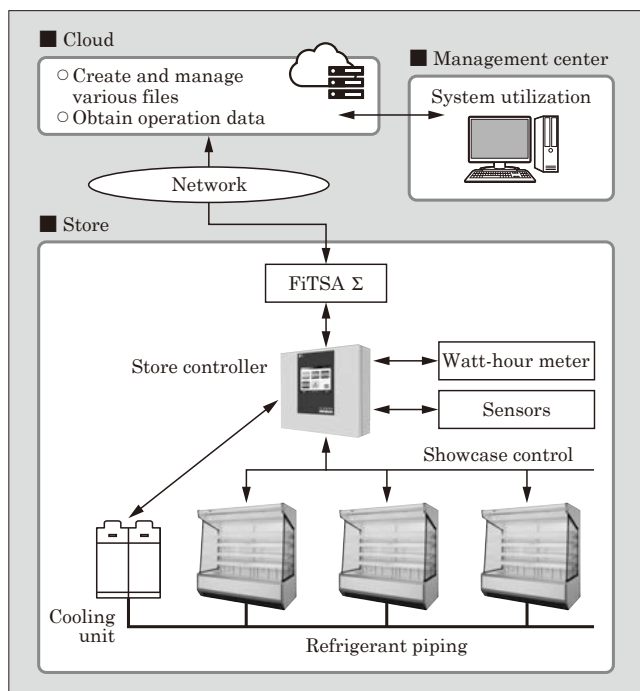 ■ Cloud
○ Create and manage
various files
○ Obtain operation data
■ Management center
System utilization
Network
■ Store
FiTSA Σ
Store controller
Watt-hour meter
Sensors
Showcase control
Cooling
unit
Refrigerant piping